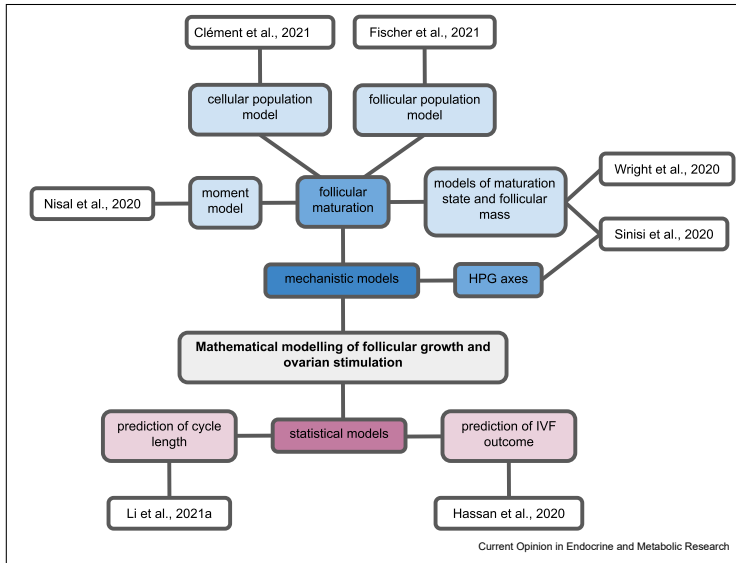 Clément et al., 2021
Fischer et al., 2021
cellular population
model
follicular population
model
Nisal et al., 2020
moment
model
follicular
maturation
models of maturation
state and follicular
mass
Wright et al., 2020
Sinisi et al., 2020
mechanistic models
HPG axes
Mathematical modelling of follicular growth and
ovarian stimulation
prediction of cycle
length
statistical models
prediction of IVF
outcome
Li et al., 2021a
Hassan et al., 2020
Current Opinion in Endocrine and Metabolic Research